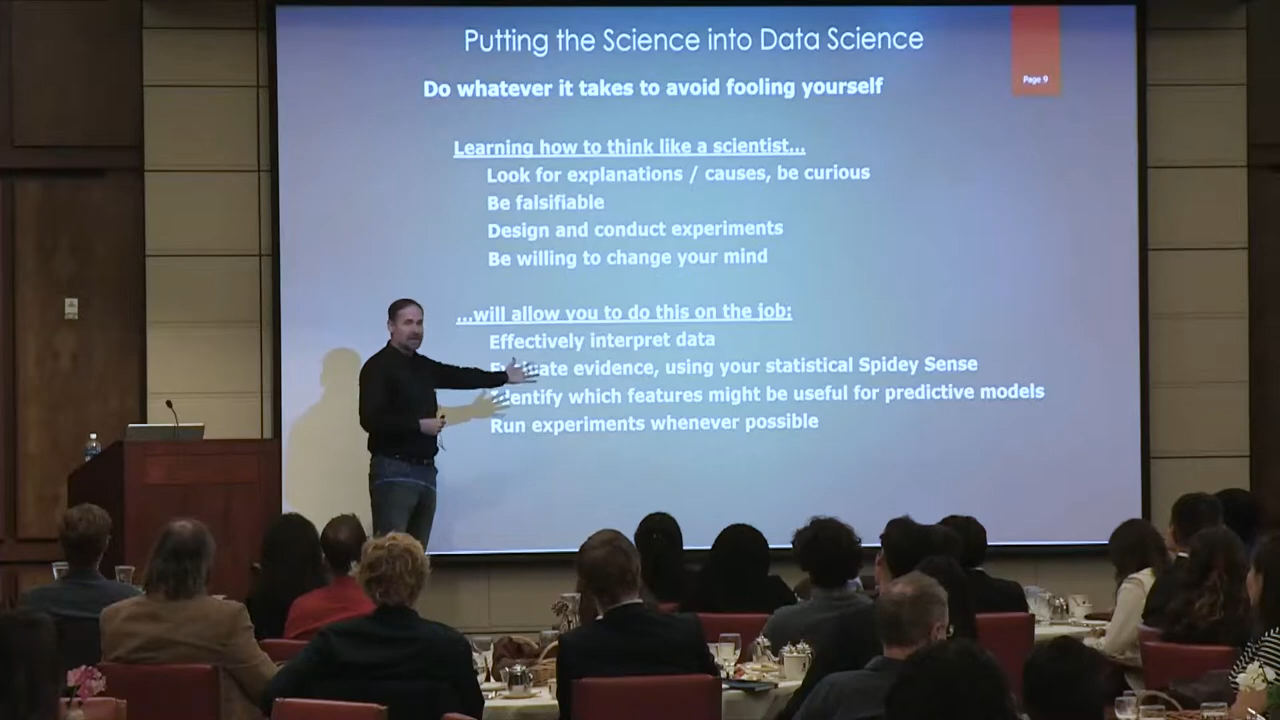 Putting the Science into Data Science
Page 9
Do whatever it takes to avoid fooling yourself
Learning how to think like a scientist...
Look for explanations / causes, be curious
Be falsifiable
Design and conduct experiments
Be willing to change your mind
...will allow you to do this on the job:
Effectively interpret data
Evaluate evidence, using your statistical Spidey Sense
Identify which features might be useful for predictive models
Run experiments whenever possible